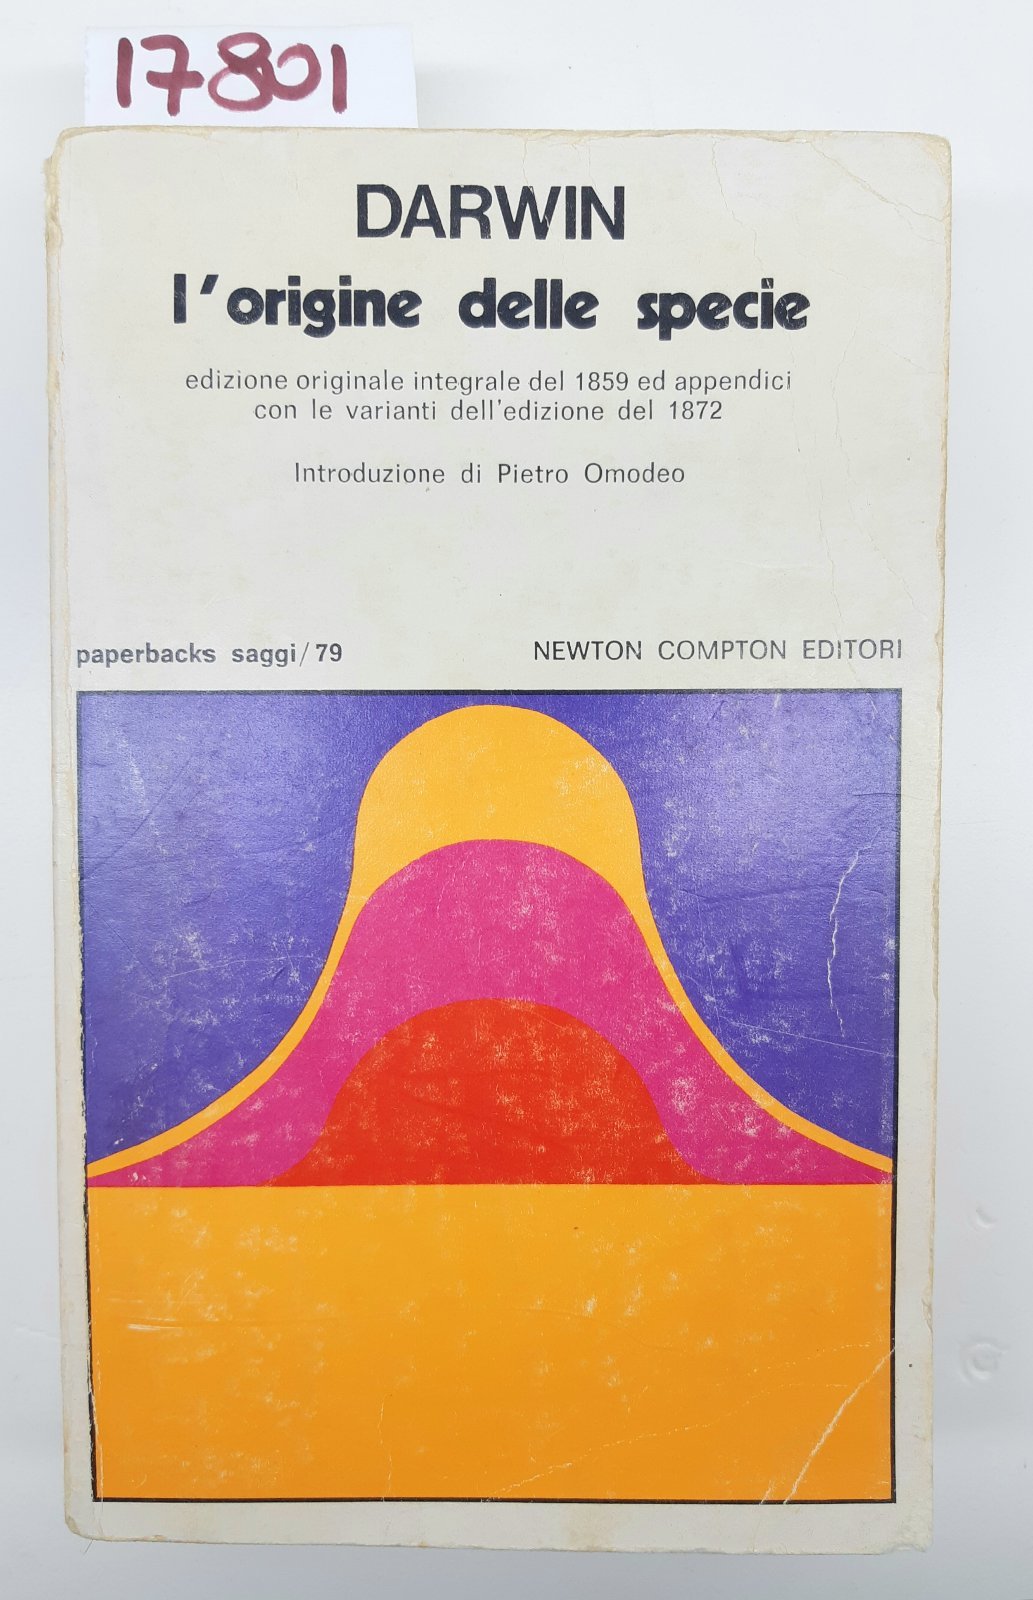 17801
DARWIN
l'origine delle specie
edizione originale integrale del 1859 ed appendici
con le varianti dell'edizione del 1872
Introduzione di Pietro Omodeo
paperbacks saggi/79
NEWTON COMPTON EDITORI